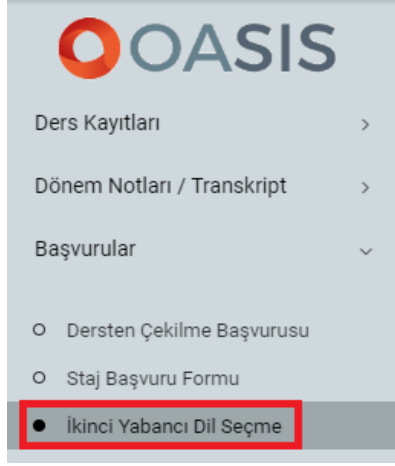 OASIS
Ders Kayıtları
Dönem Notları / Transkript
Başvurular
Dersten Çekilme Başvurusu
Staj Başvuru Formu
İkinci Yabancı Dil Seçme